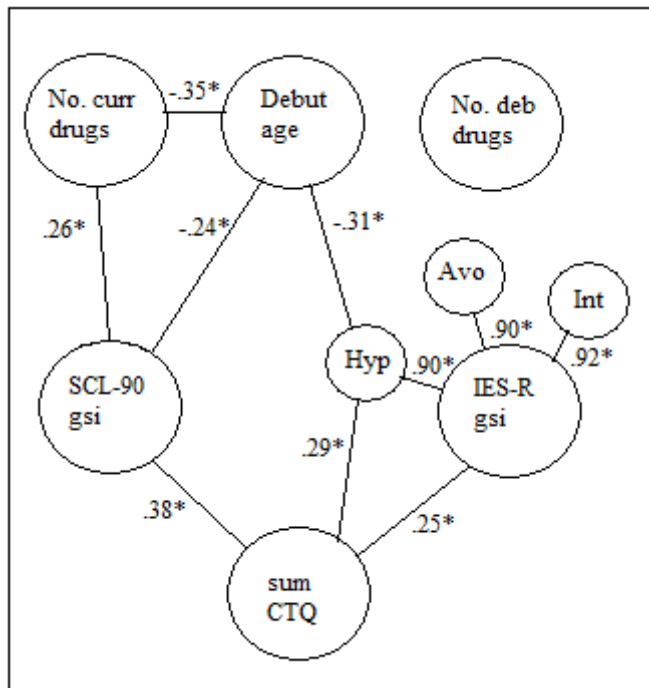 No. curr
drugs
-.35*
Debut
age
No. deb
drugs
.26*
-.24*
-.31*
Avo
Int
.90*
.92*
SCL-90
gsi
Hyp
.90*
IES-R
gsi
.29*
.38*
.25*
sum
CTQ